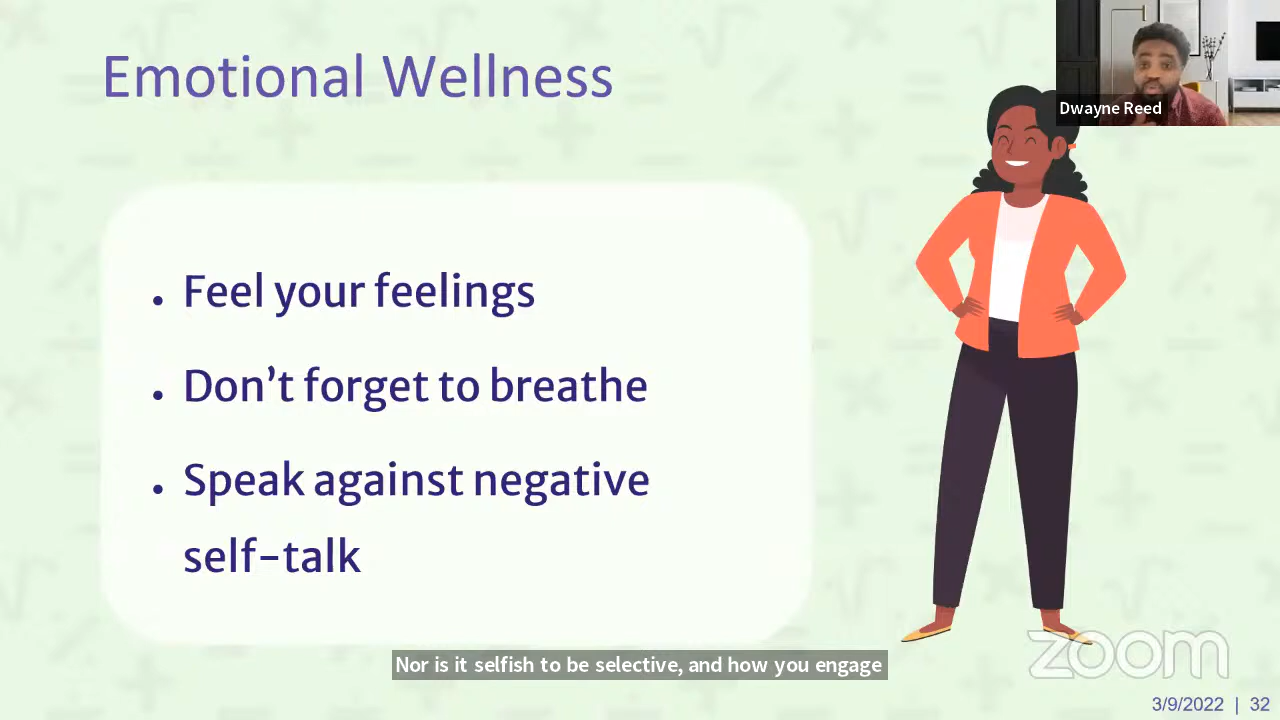 Emotional Wellness
Dwayne Reed
• Feel your feelings
• Don’t forget to breathe
• Speak against negative
self-talk
Nor is it selfish to be selective, and how you engage
zoom
3/9/2022 | 32